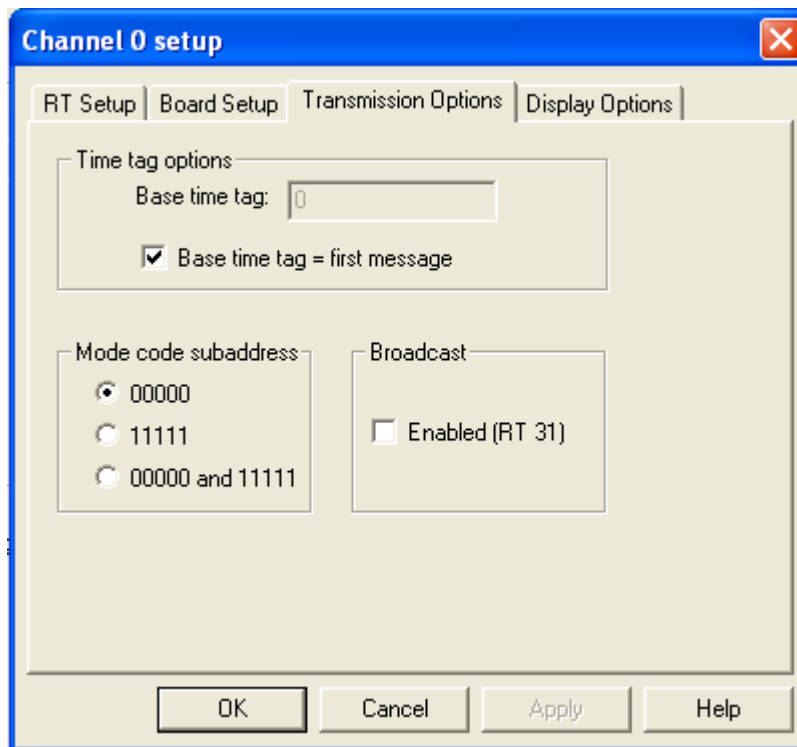 Channel 0 setup
RT Setup Board Setup Transmission Options Display Options
Time tag options
Base time tag: 0
Base time tag = first message
Mode code subaddress
00000
11111
00000 and 11111
Broadcast
Enabled (RT 31)
OK Cancel Apply Help